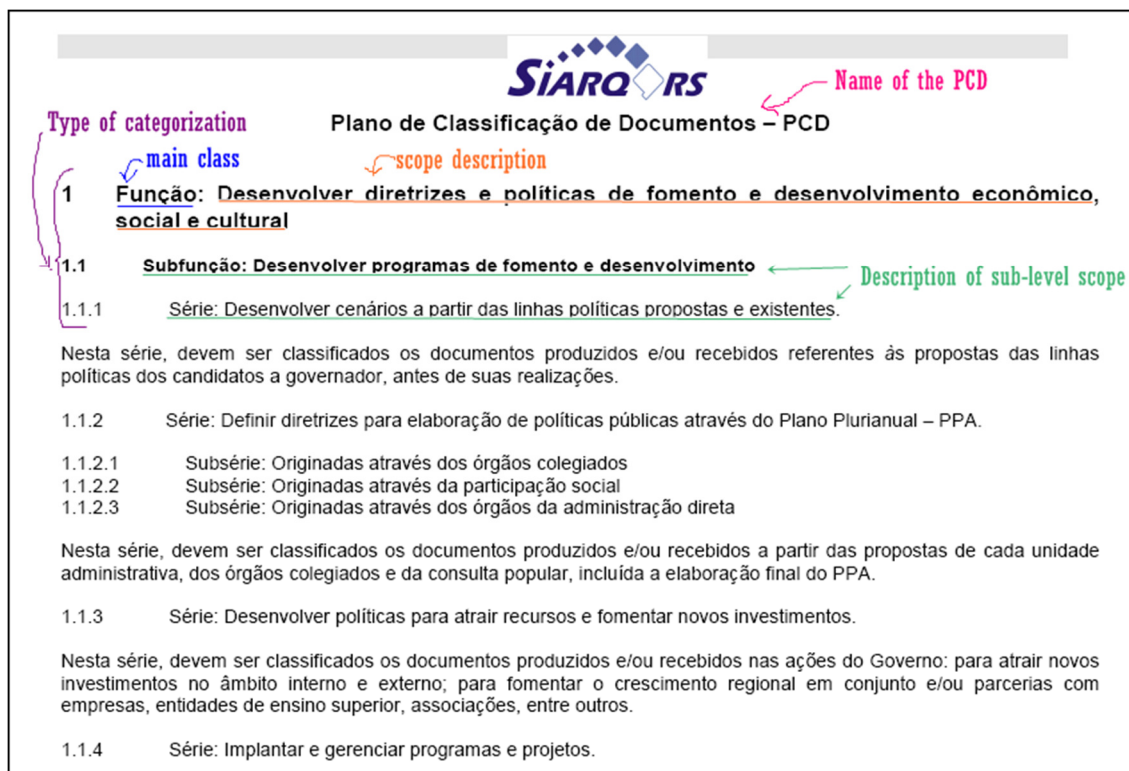 SIARQ RS
Name of the PCD
Type of categorization
Plano de Classificação de Documentos – PCD
main class
scope description
1 Função: Desenvolver diretrizes e políticas de fomento e desenvolvimento econômico,
social e cultural
1.1 Subfunção: Desenvolver programas de fomento e desenvolvimento
Description of sub-level scope
1.1.1 Série: Desenvolver cenários a partir das linhas políticas propostas e existentes.
Nesta série, devem ser classificados os documentos produzidos e/ou recebidos referentes às propostas das linhas
políticas dos candidatos a governador, antes de suas realizações.
1.1.2 Série: Definir diretrizes para elaboração de políticas públicas através do Plano Plurianual – PPA.
1.1.2.1 Subsérie: Originadas através dos órgãos colegiados
1.1.2.2 Subsérie: Originadas através da participação social
1.1.2.3 Subsérie: Originadas através dos órgãos da administração direta
Nesta série, devem ser classificados os documentos produzidos e/ou recebidos a partir das propostas de cada unidade
administrativa, dos órgãos colegiados e da consulta popular, incluída a elaboração final do PPA.
1.1.3 Série: Desenvolver políticas para atrair recursos e fomentar novos investimentos.
Nesta série, devem ser classificados os documentos produzidos e/ou recebidos nas ações do Governo: para atrair novos
investimentos no âmbito interno e externo; para fomentar o crescimento regional em conjunto e/ou parcerias com
empresas, entidades de ensino superior, associações, entre outros.
1.1.4 Série: Implantar e gerenciar programas e projetos.